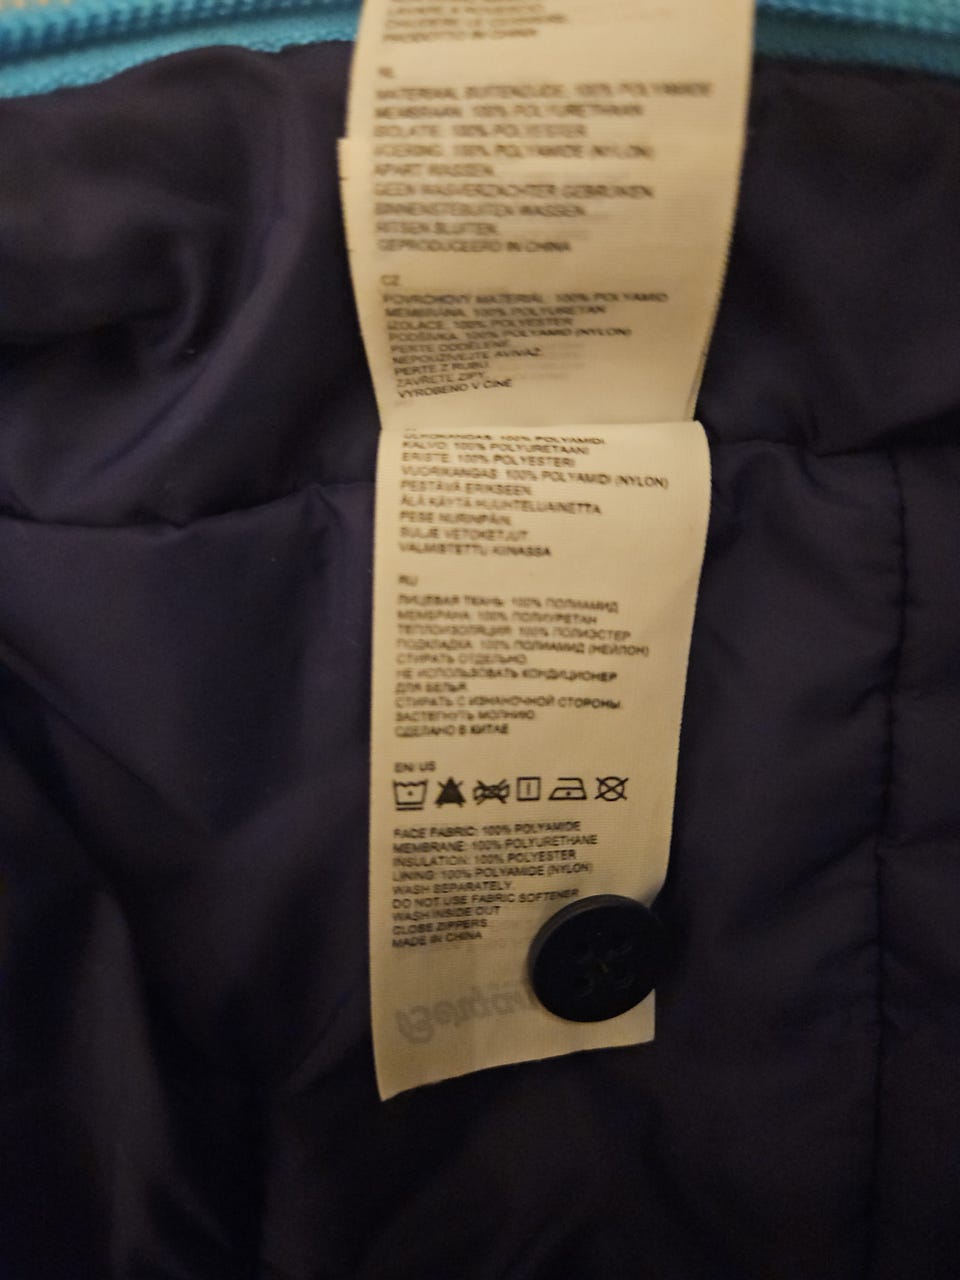 PRODOTTO IN CHINA
NL
MATERIAAL BUITENZIJDE: 100% POLYAMIDE
MEMBRAAN: 100% POLYURETHAAN
ISOLATIE: 100% POLYESTER
VOERING: 100% POLYAMIDE (NYLON)
APART WASSEN.
GEEN WASVERZACHTER GEBRUIKEN.
BINNENSTEBUITEN WASSEN.
RITSEN SLUITEN.
GEPRODUCEERD IN CHINA
CZ
POVRCHOVÝ MATERIÁL: 100% POLYAMID
MEMBRÁNA: 100% POLYURETAN
IZOLACE: 100% POLYESTER
PODŠÍVKA: 100% POLYAMID (NYLON)
PERTE ODDĚLENĚ.
NEPOUŽÍVEJTE AVIVÁŽ.
PERTE Z RUBU.
ZAVŘETE ZIPY.
VYROBENO V ČÍNĚ
ULKOKANGAS: 100% POLYAMIDI
KALVO: 100% POLYURETAANI
ERISTE: 100% POLYESTERI
VUORIKANGAS: 100% POLYAMIDI (NYLON)
PESTÄVÄ ERIKSEEN.
ÄLÄ KÄYTÄ HUUHTELUAINETTA.
PESE NURINPÄIN.
SULJE VETOKETJUT.
VALMISTETTU KIINASSA
RU
ЛИЦЕВАЯ ТКАНЬ: 100% ПОЛИАМИД
МЕМБРАНА: 100% ПОЛИУРЕТАН
ТЕПЛОИЗОЛЯЦИЯ: 100% ПОЛИЭСТЕР
ПОДКЛАДКА: 100% ПОЛИАМИД (НЕЙЛОН)
СТИРАТЬ ОТДЕЛЬНО.
НЕ ИСПОЛЬЗОВАТЬ КОНДИЦИОНЕР
ДЛЯ БЕЛЬЯ.
СТИРАТЬ С ИЗНАНОЧНОЙ СТОРОНЫ.
ЗАСТЕГНУТЬ МОЛНИЮ.
СДЕЛАНО В КИТАЕ
EN/ US
FACE FABRIC: 100% POLYAMIDE
MEMBRANE: 100% POLYURETHANE
INSULATION: 100% POLYESTER
LINING: 100% POLYAMIDE (NYLON)
WASH SEPARATELY.
DO NOT USE FABRIC SOFTENER
WASH INSIDE OUT
CLOSE ZIPPERS
MADE IN CHINA